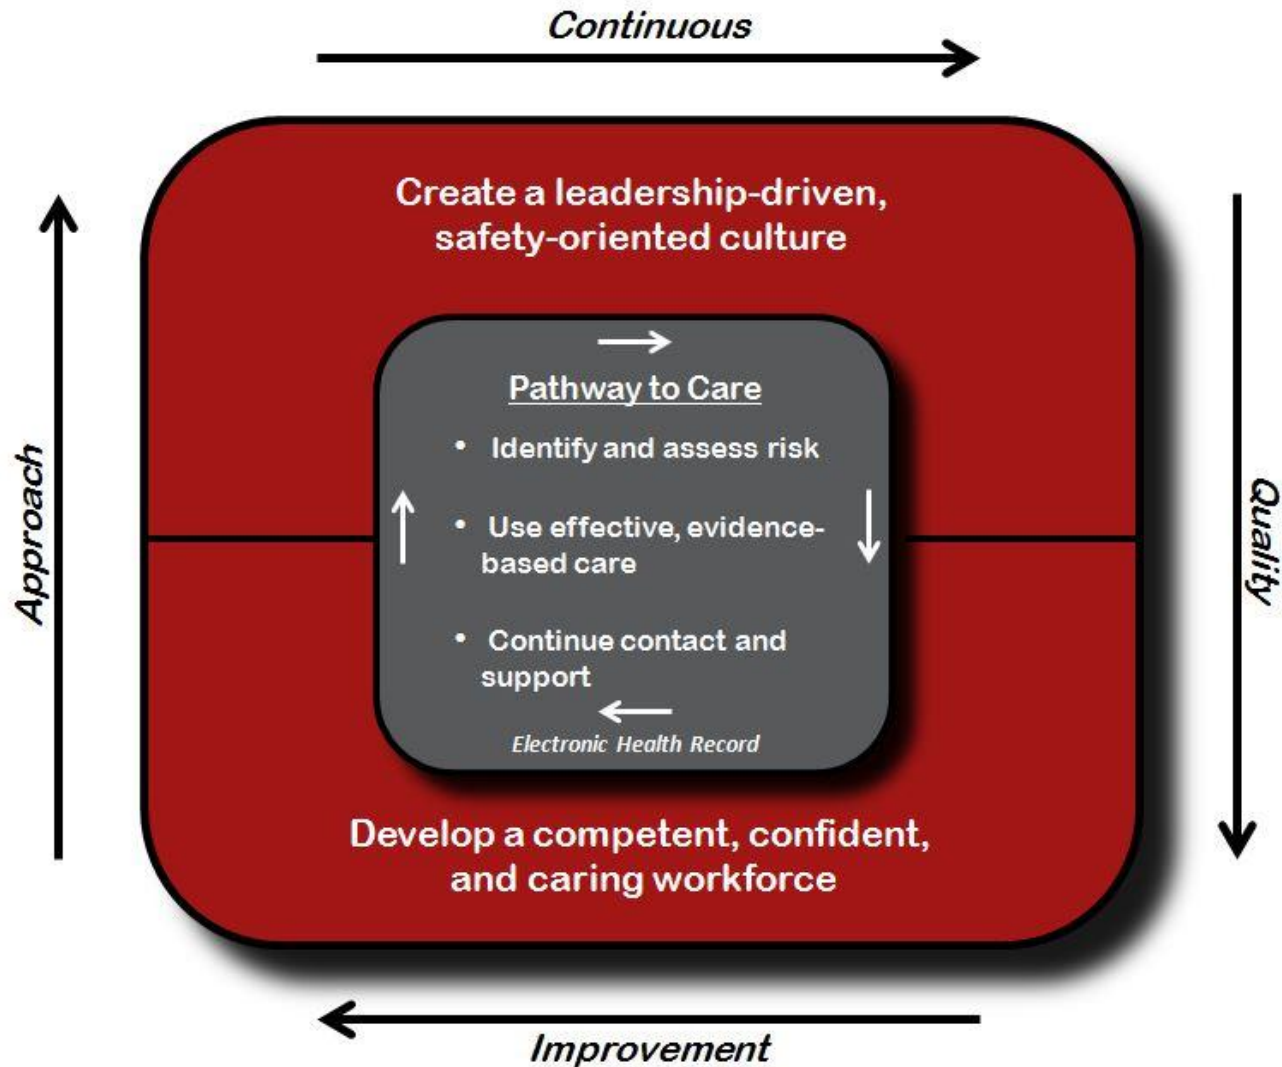 Continuous
Create a leadership-driven,
safety-oriented culture
Pathway to Care
• Identify and assess risk
• Use effective, evidence-
based care
• Continue contact and
support
Electronic Health Record
Develop a competent, confident,
and caring workforce
Approach
Quality
Improvement